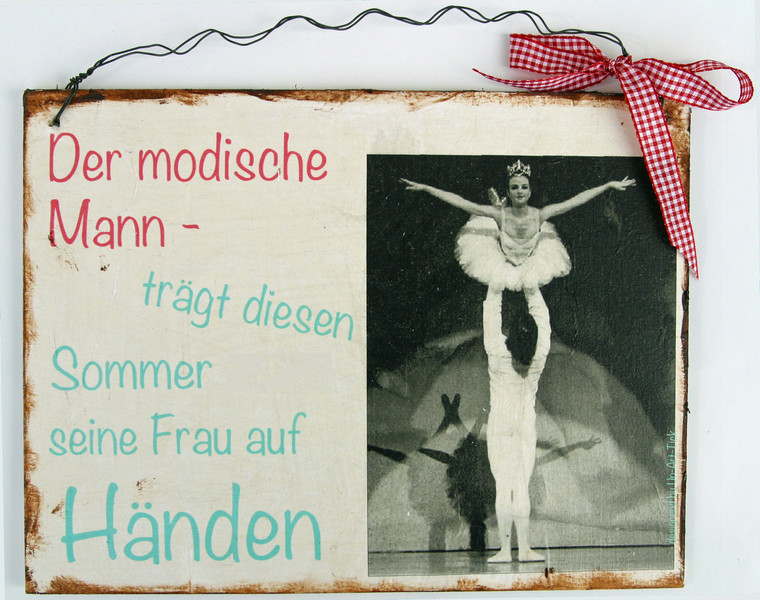 Der modische
Mann -
trägt diesen
Sommer
seine Frau auf
Händen